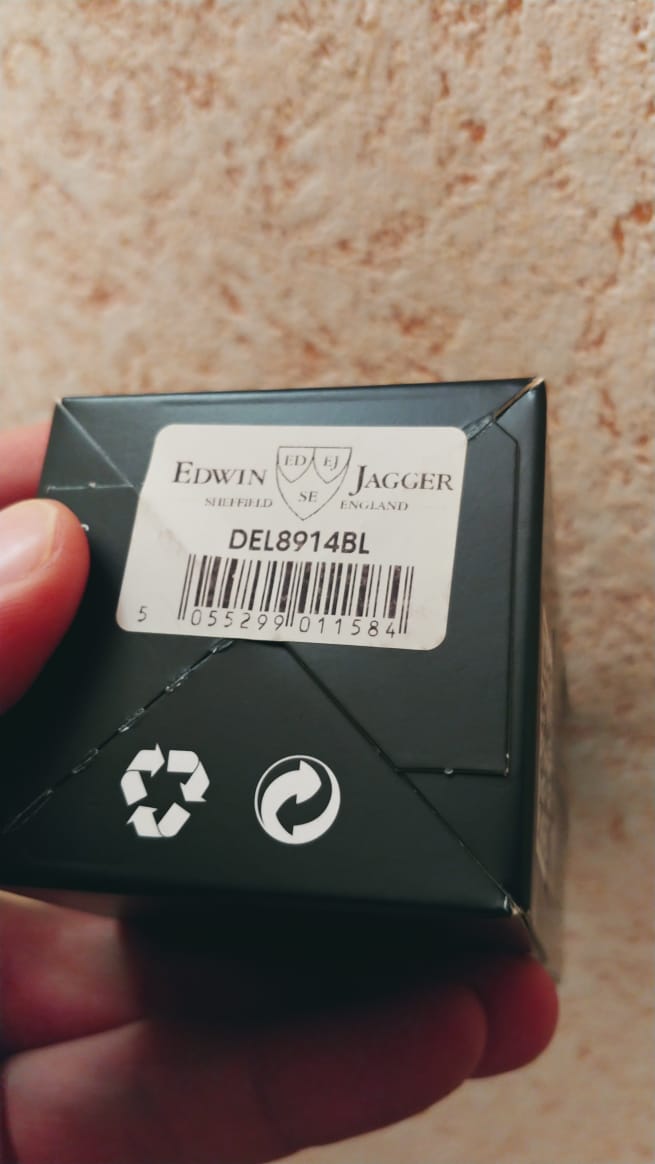 EDWIN ED EJ JAGGER
SHEFFIELD SE ENGLAND
DEL8914BL
5 055299 011584